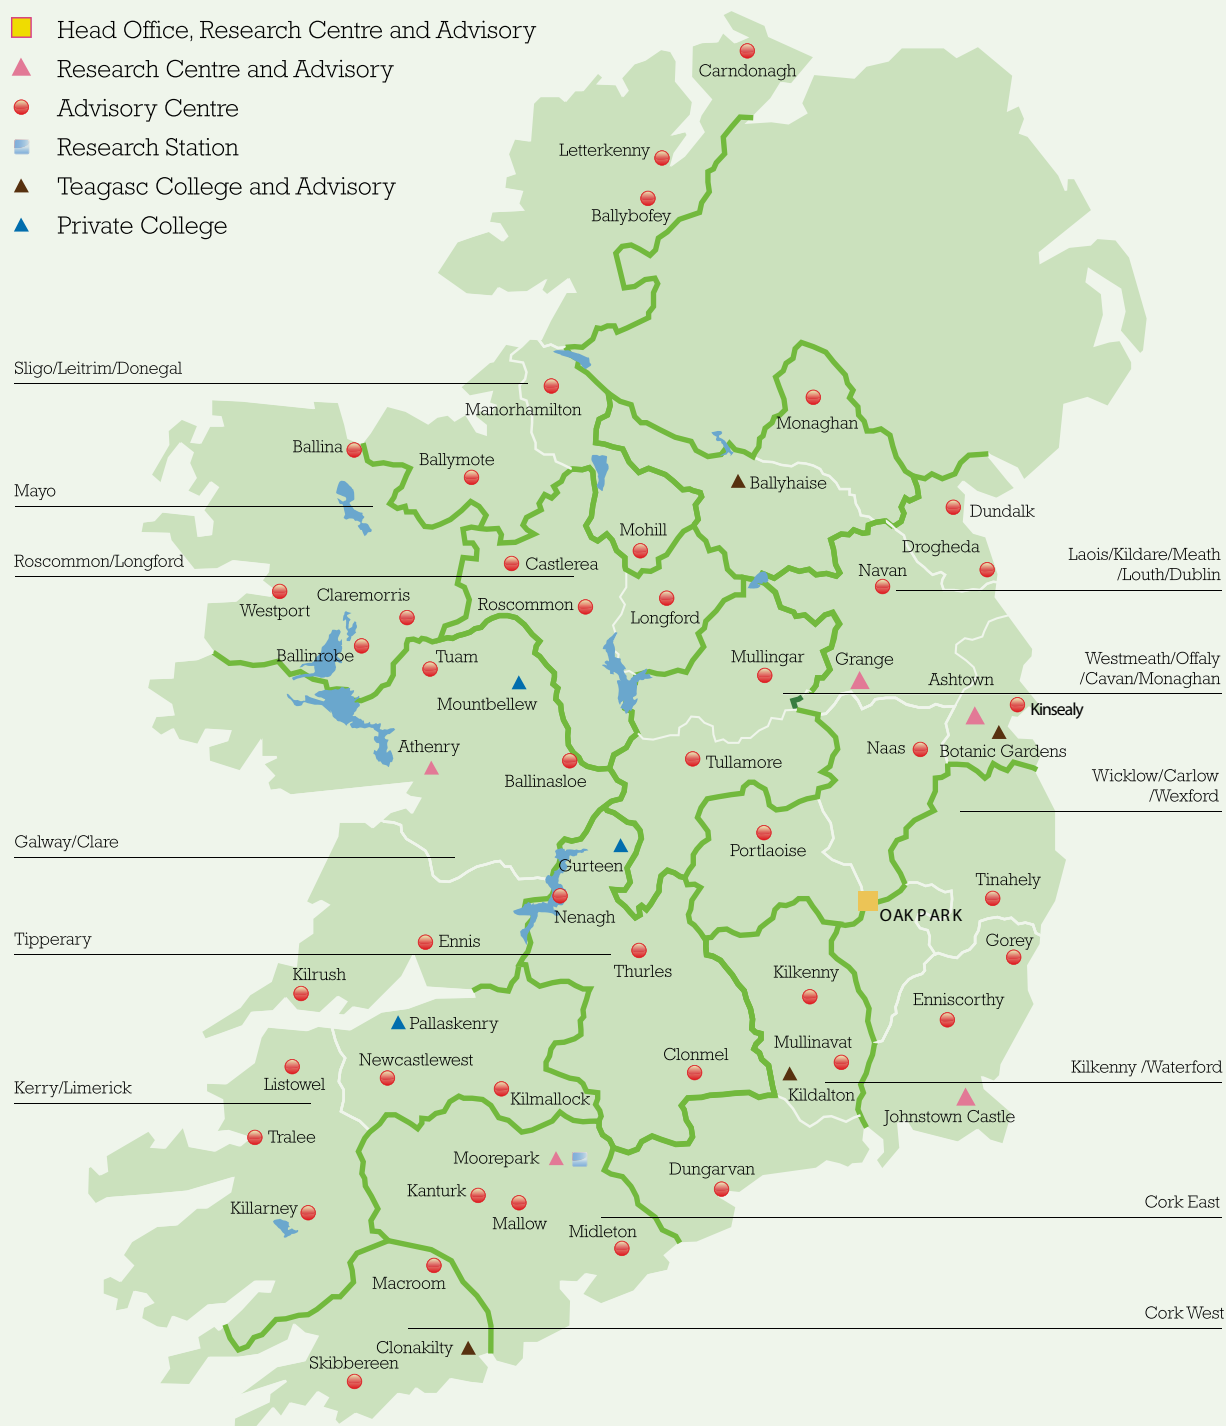 Head Office, Research Centre and Advisory
Research Centre and Advisory
Advisory Centre
Research Station
Teagasc College and Advisory
Private College
Carndonagh
Letterkenny
Ballybofey
Sligo/Leitrim/Donegal
Manorhamilton
Monaghan
Ballina
Ballymote
Ballyhaise
Mayo
Dundalk
Mohill
Drogheda
Laois/Kildare/Meath
/Louth/Dublin
Roscommon/Longford
Castlerea
Navan
Westport
Claremorris
Roscommon
Longford
Ballinrobe
Tuam
Mullingar
Grange
Westmeath/Offaly
/Cavan/Monaghan
Ashtown
Mountbellew
Kinsealy
Athenry
Naas
Botanic Gardens
Tullamore
Ballinasloe
Wicklow/Carlow
/Wexford
Galway/Clare
Portlaoise
Gurteen
Tinahely
OAK PARK
Nenagh
Tipperary
Ennis
Gorey
Kilrush
Thurles
Kilkenny
Enniscorthy
Pallaskenry
Mullinavat
Newcastlewest
Clonmel
Kilkenny /Waterford
Listowel
Kerry/Limerick
Kilmallock
Kildalton
Johnstown Castle
Tralee
Moorepark
Dungarvan
Kanturk
Cork East
Killarney
Mallow
Midleton
Macroom
Cork West
Clonakilty
Skibbereen